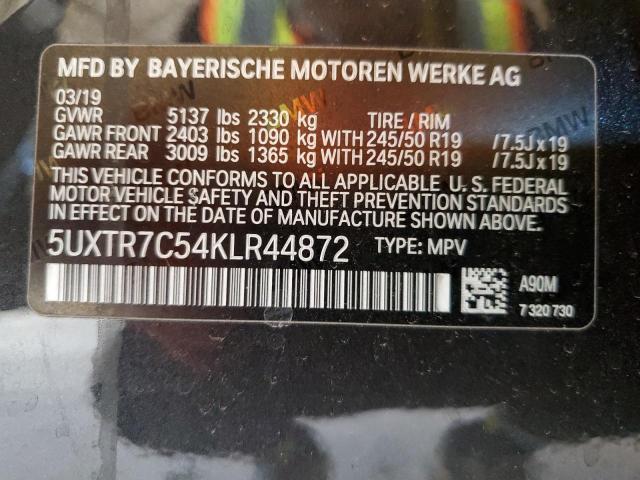 MFD BY BAYERISCHE MOTOREN WERKE AG
03/19
GVWR 5137 lbs 2330 kg TIRE / RIM
GAWR FRONT 2403 lbs 1090 kg WITH 245/50 R19 /7.5J x 19
GAWR REAR 3009 lbs 1365 kg WITH 245/50 R19 /7.5J x 19
THIS VEHICLE CONFORMS TO ALL APPLICABLE U. S. FEDERAL
MOTOR VEHICLE SAFETY AND THEFT PREVENTION STANDARDS
IN EFFECT ON THE DATE OF MANUFACTURE SHOWN ABOVE.
5UXTR7C54KLR44872 TYPE: MPV
A90M
7 320 730
BMW
BMW